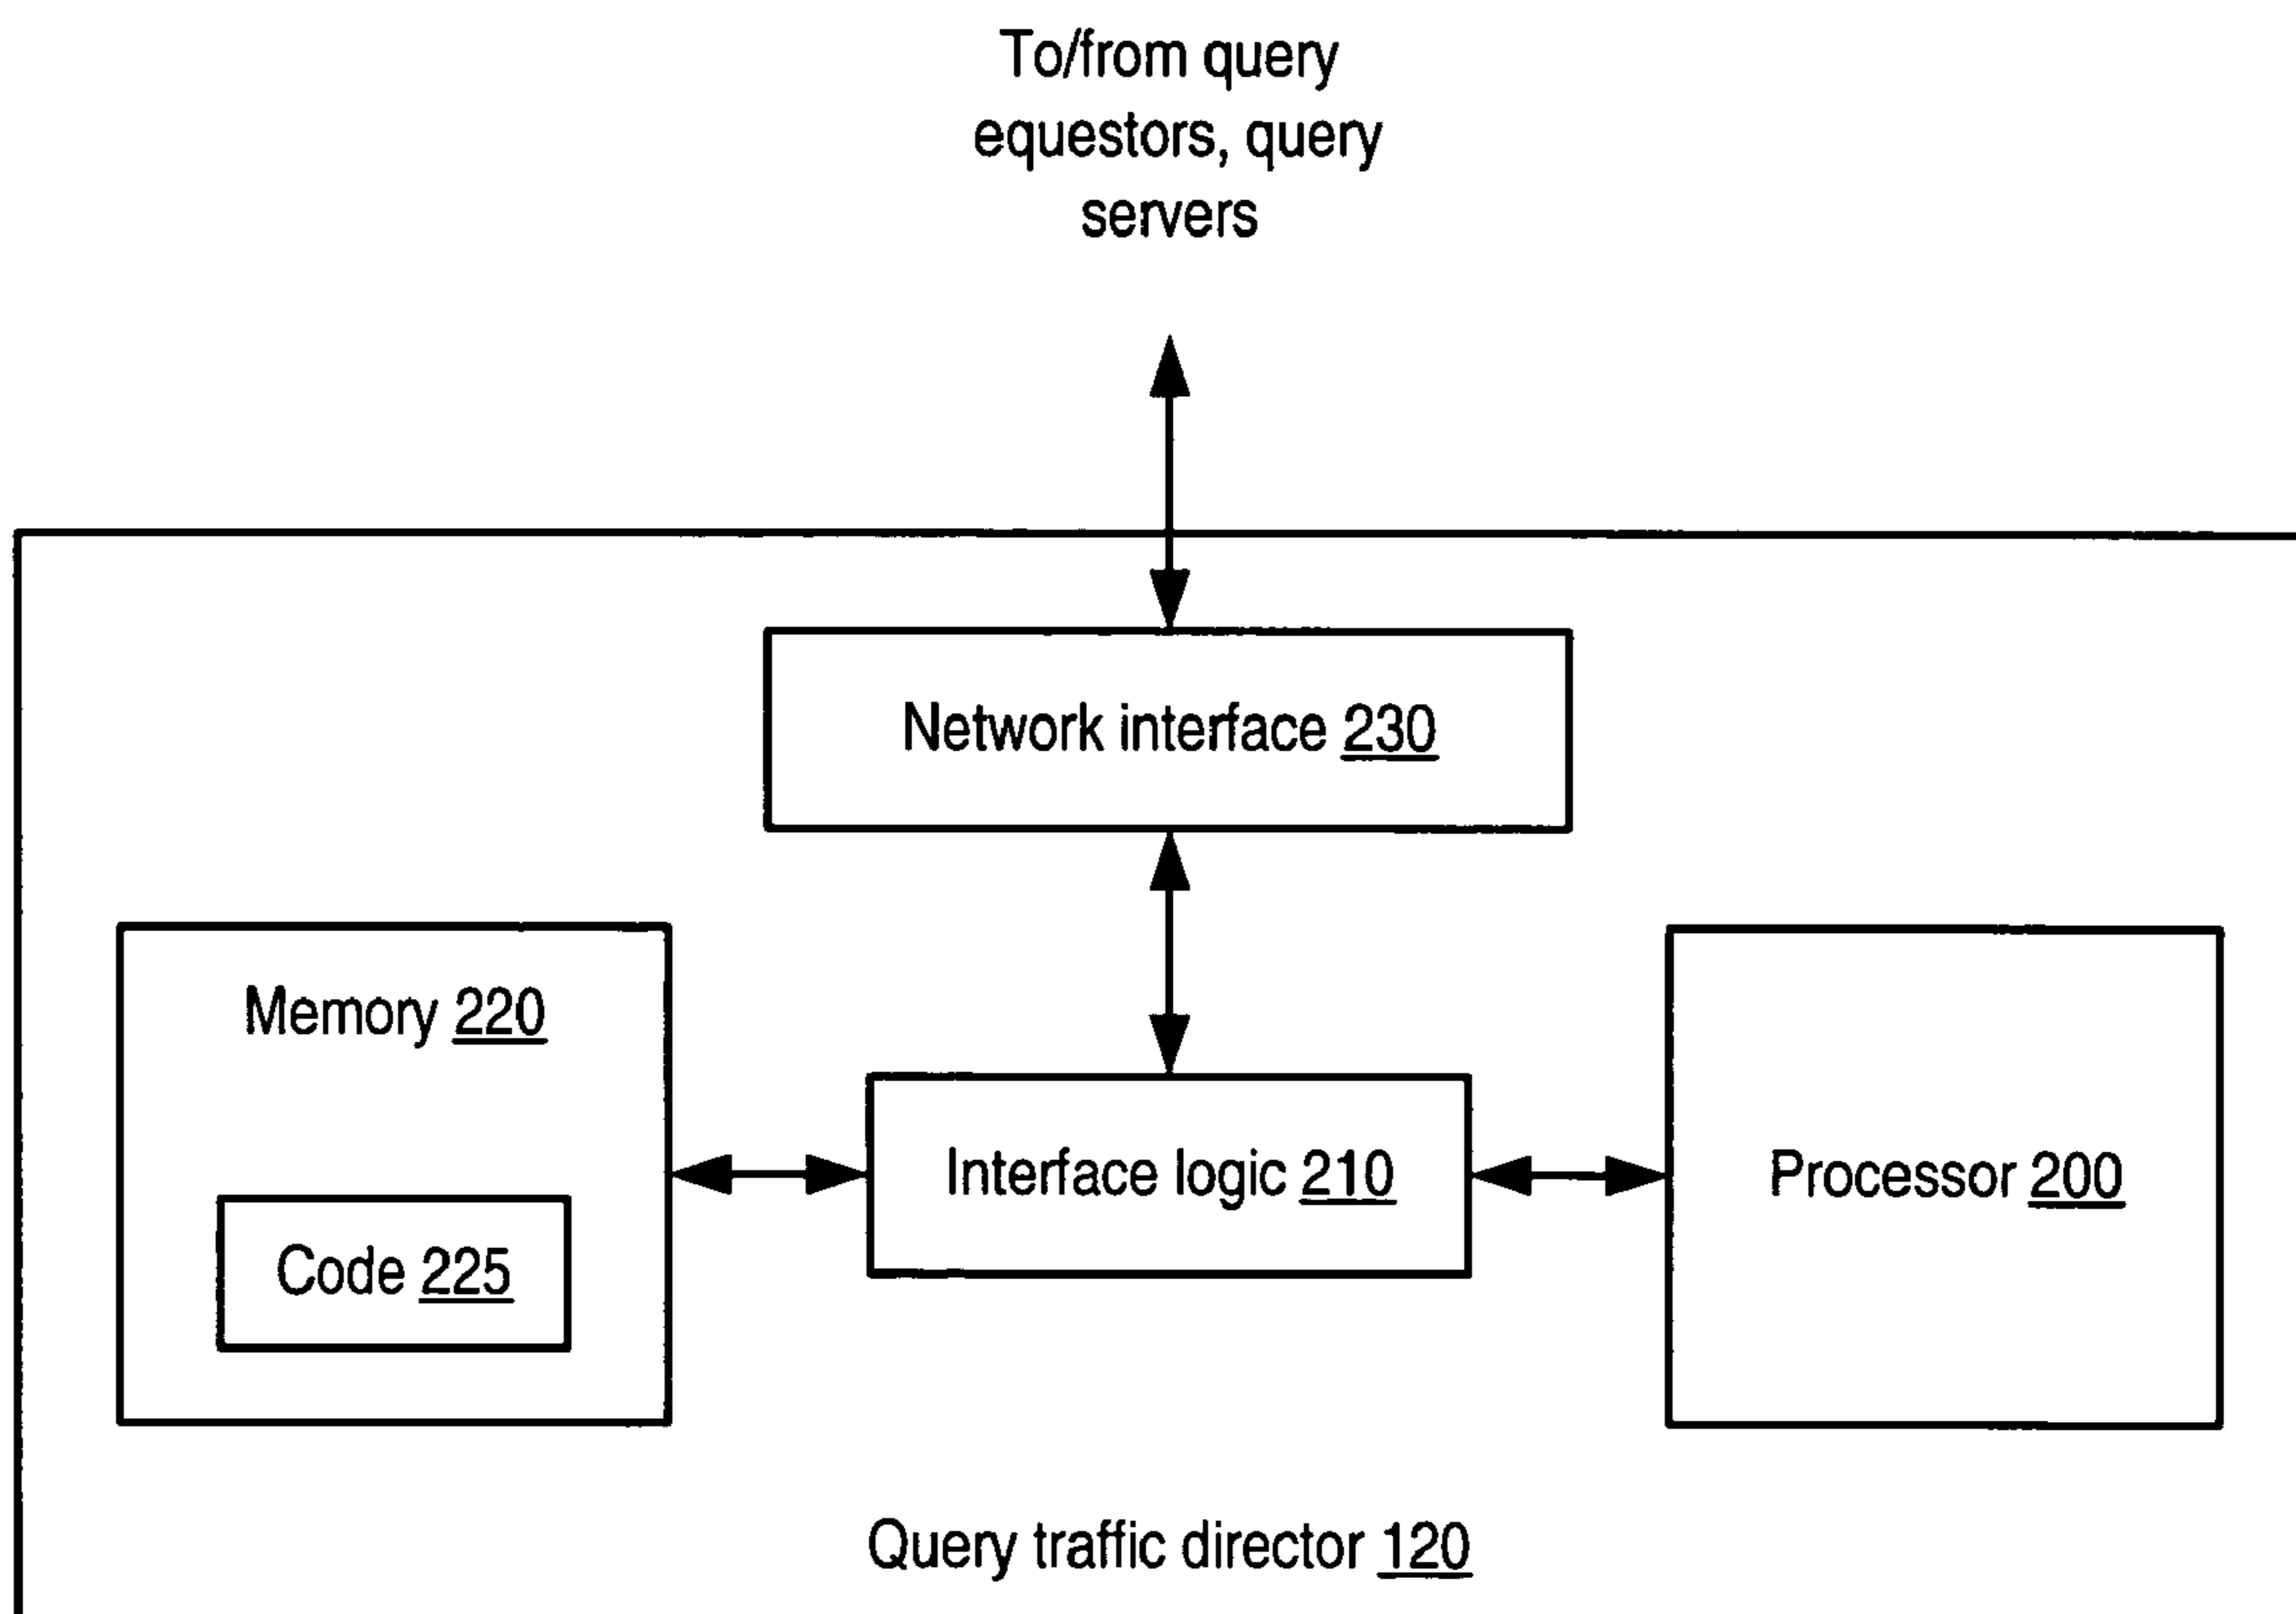 To/from query
equestors, query
servers
Network interface 230
Memory 220
Interface logic 210
Processor 200
Code 225
Query traffic director 120